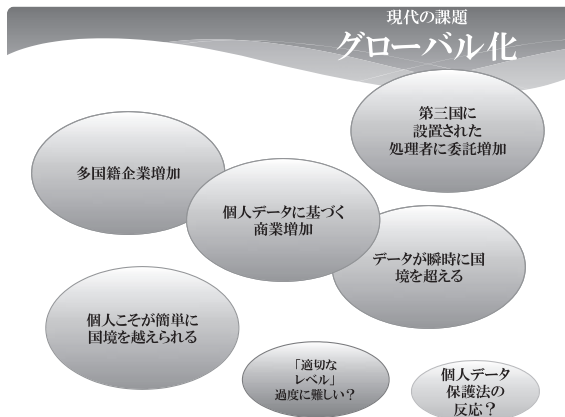 現代の課題
グローバル化
第三国に
設置された
処理者に委託増加
多国籍企業増加
個人データに基づく
商業増加
データが瞬時に国
境を超える
個人こそが簡単に
国境を越えられる
「適切な
レベル」
過度に難しい？
個人データ
保護法の
反応？